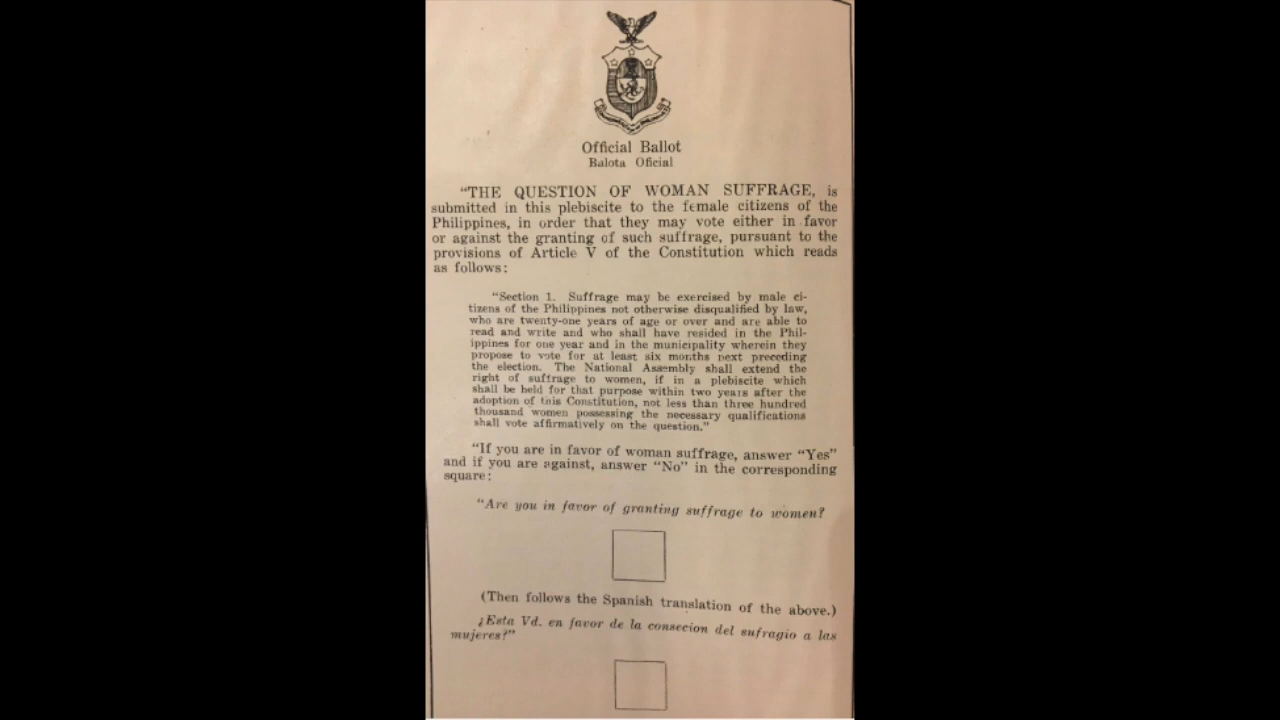 Official Ballot
Balota Oficial
"THE QUESTION OF WOMAN SUFFRAGE, is
submitted in this plebiscite to the female citizens of the
Philippines, in order that they may vote either in favor
or against the granting of such suffrage, pursuant to the
provisions of Article V of the Constitution which reads
as follows:
"Section 1. Suffrage may be exercised by male ci-
tizens of the Philippines not otherwise disqualified by law,
who are twenty-one years of age or over and are able to
read and write and who shall have resided in the Phil-
ippines for one year and in the municipality wherein they
propose to vote for at least six months next preceding
the election. The National Assembly shall extend the
right of suffrage to women, if in a plebiscite which
shall be held for that purpose within two years after the
adoption of this Constitution, not less than three hundred
thousand women possessing the necessary qualifications
shall vote affirmatively on the question."
"If you are in favor of woman suffrage, answer "Yes"
and if you are against, answer "No" in the corresponding
square:
"Are you in favor of granting suffrage to women?
(Then follows the Spanish translation of the above.)
¿Esta Vd. en favor de la consecion del sufragio a las
mujeres?"